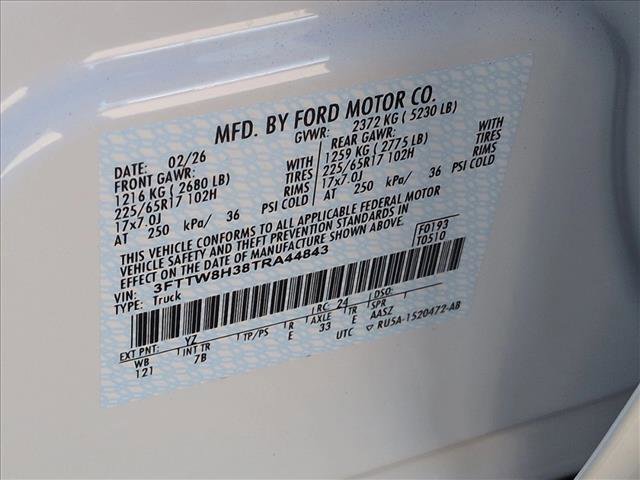 MFD. BY FORD MOTOR CO.
DATE: 02/26 GVWR: 2372 KG ( 5230 LB)
FRONT GAWR: REAR GAWR:
1216 KG ( 2680 LB) WITH 1259 KG ( 2775 LB) WITH
225/65R17 102H TIRES 225/65R17 102H TIRES
17x7.0J RIMS 17x7.0J RIMS
AT 250 kPa/ 36 PSI COLD AT 250 kPa/ 36 PSI COLD
THIS VEHICLE CONFORMS TO ALL APPLICABLE FEDERAL MOTOR
VEHICLE SAFETY AND THEFT PREVENTION STANDARDS IN
EFFECT ON THE DATE OF MANUFACTURE SHOWN ABOVE.
VIN: 3FTTW8H38TRA44843 F0193
TYPE: Truck T0510
EXT PNT: YZ RC: 24 DSO:
WB INT TR TP/PS R AXLE TR SPR
121 7B E 33 E AASZ
UTC ▽ RU5A-1520472-AB